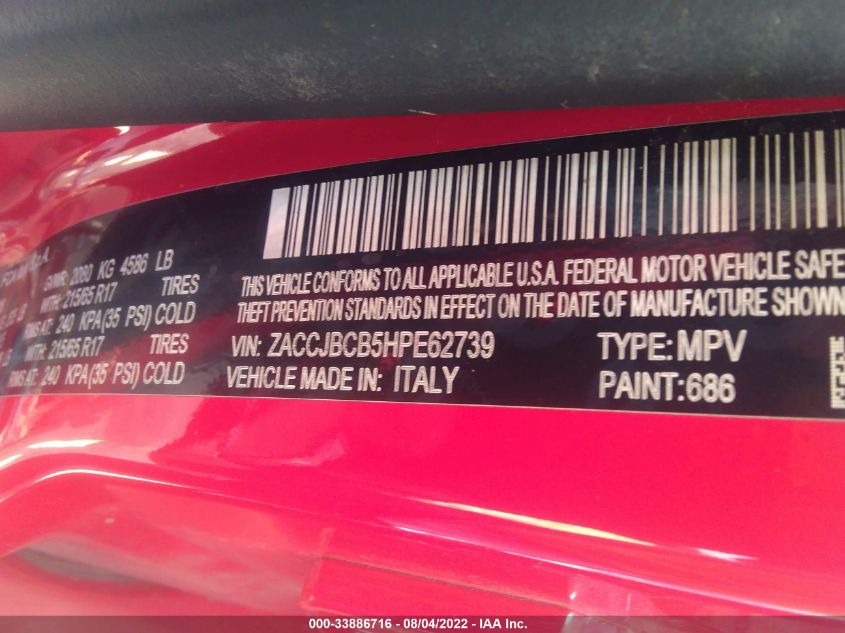 GVWR: 2080 KG 4586 LB
WITH: 215/65 R17 TIRES
RIMS AT: 240 KPA(35 PSI) COLD
WITH: 215/65 R17 TIRES
RIMS AT: 240 KPA(35 PSI) COLD
THIS VEHICLE CONFORMS TO ALL APPLICABLE U.S.A. FEDERAL MOTOR VEHICLE SAFE
THEFT PREVENTION STANDARDS IN EFFECT ON THE DATE OF MANUFACTURE SHOWN
VIN: ZACCJBCB5HPE62739 TYPE: MPV
VEHICLE MADE IN: ITALY PAINT:686
000-33886716 - 08/04/2022 - IAA Inc.